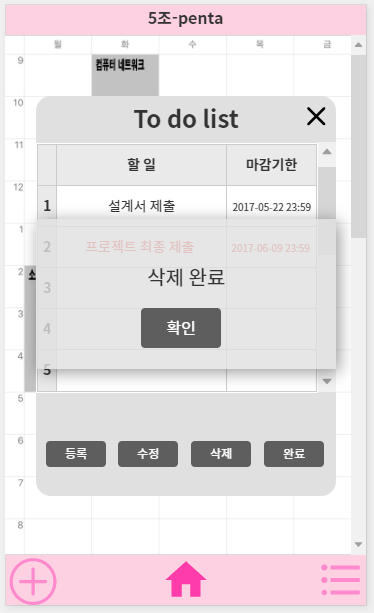 5조-penta
월 화 수 목 금
9 컴퓨터 네트워크
10
To do list
11
할 일 마감기한
12
1 설계서 제출 2017-05-22 23:59
1
2 프로젝트 최종 제출 2017-06-09 23:59
2
삭제 완료
3
3
4 확인
4
5
5
6
등록 수정 삭제 완료
7
8